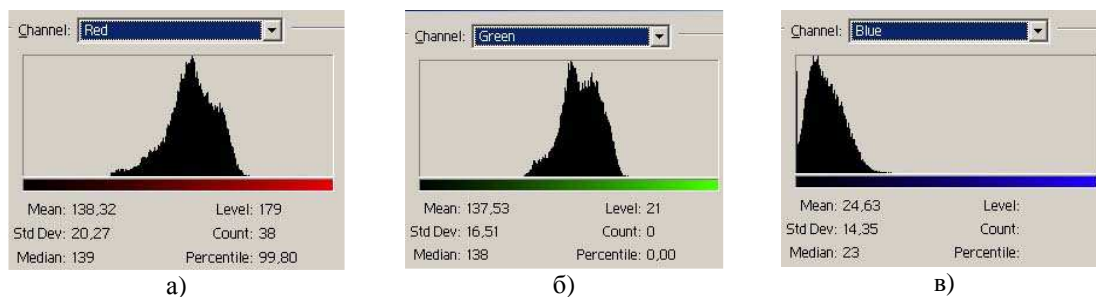 Channel: Red
Mean: 138,32 Level: 179
Std Dev: 20,27 Count: 38
Median: 139 Percentile: 99,80
а)
Channel: Green
Mean: 137,53 Level: 21
Std Dev: 16,51 Count: 0
Median: 138 Percentile: 0,00
б)
Channel: Blue
Mean: 24,63 Level:
Std Dev: 14,35 Count:
Median: 23 Percentile:
в)